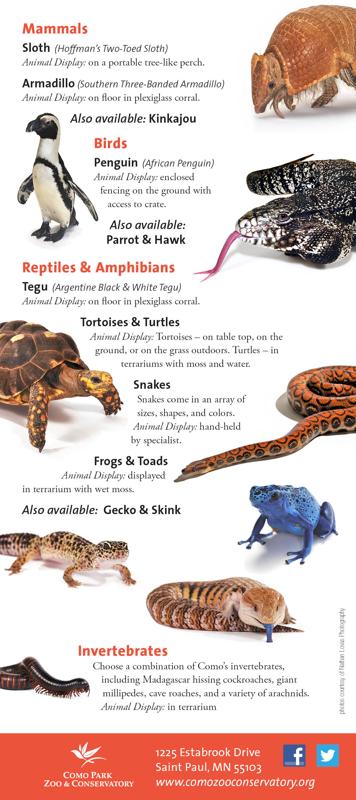 Mammals
Sloth (Hoffman's Two-Toed Sloth)
Animal Display: on a portable tree-like perch.
Armadillo (Southern Three-Banded Armadillo)
Animal Display: on floor in plexiglass corral.
Also available: Kinkajou
Birds
Penguin (African Penguin)
Animal Display: enclosed
fencing on the ground with
access to crate.
Also available:
Parrot & Hawk
Reptiles & Amphibians
Tegu (Argentine Black & White Tegu)
Animal Display: on floor in plexiglass corral.
Tortoises & Turtles
Animal Display: Tortoises – on table top, on the
ground, or on the grass outdoors. Turtles – in
terrariums with moss and water.
Snakes
Snakes come in an array of
sizes, shapes, and colors.
Animal Display: hand-held
by specialist.
Frogs & Toads
Animal Display: displayed
in terrarium with wet moss.
Also available: Gecko & Skink
Invertebrates
Choose a combination of Como's invertebrates,
including Madagascar hissing cockroaches, giant
millipedes, cave roaches, and a variety of arachnids.
Animal Display: in terrarium
photos courtesy of Nathan Louis Photography
Como Park
Zoo & Conservatory
1225 Estabrook Drive
Saint Paul, MN 55103
www.comozooconservatory.org